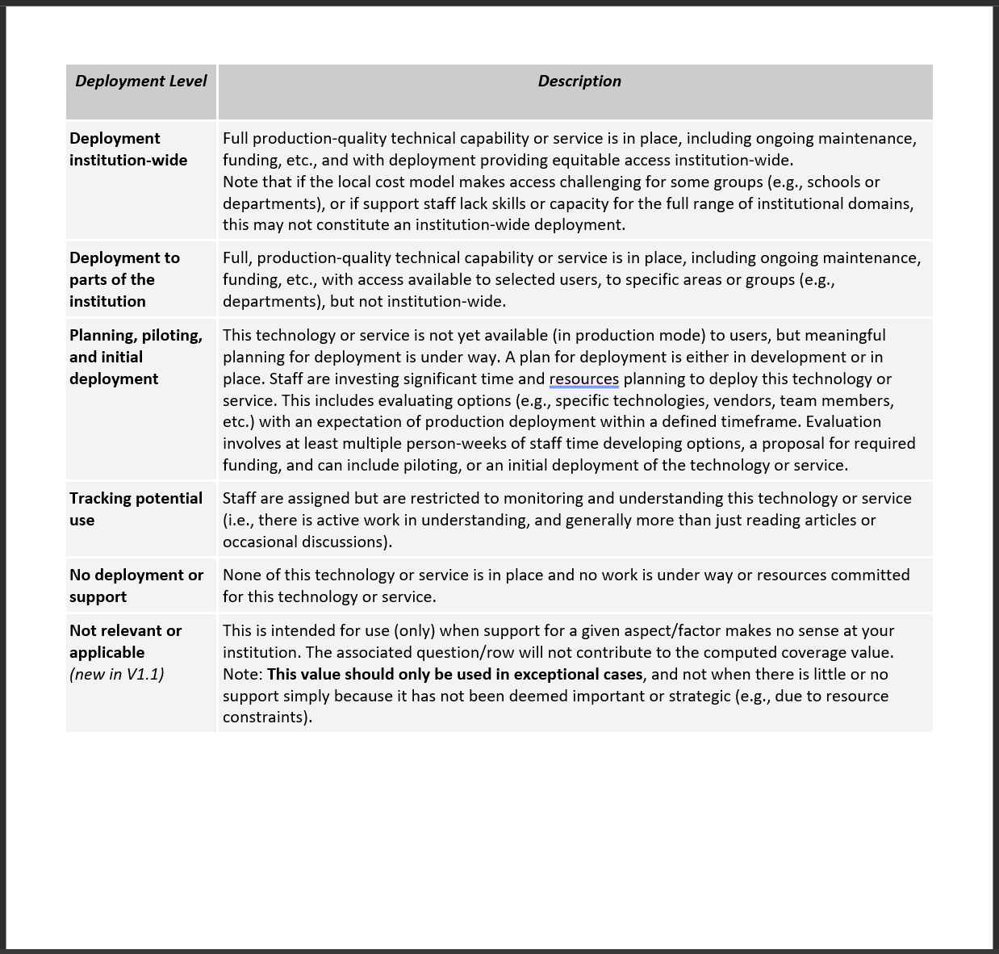 Deployment Level
Description
Deployment
institution-wide
Full production-quality technical capability or service is in place, including ongoing maintenance,
funding, etc., and with deployment providing equitable access institution-wide.
Note that if the local cost model makes access challenging for some groups (e.g., schools or
departments), or if support staff lack skills or capacity for the full range of institutional domains,
this may not constitute an institution-wide deployment.
Deployment to
parts of the
institution
Full, production-quality technical capability or service is in place, including ongoing maintenance,
funding, etc., with access available to selected users, to specific areas or groups (e.g.,
departments), but not institution-wide.
Planning, piloting,
and initial
deployment
This technology or service is not yet available (in production mode) to users, but meaningful
planning for deployment is under way. A plan for deployment is either in development or in
place. Staff are investing significant time and resources planning to deploy this technology or
service. This includes evaluating options (e.g., specific technologies, vendors, team members,
etc.) with an expectation of production deployment within a defined timeframe. Evaluation
involves at least multiple person-weeks of staff time developing options, a proposal for required
funding, and can include piloting, or an initial deployment of the technology or service.
Tracking potential
use
Staff are assigned but are restricted to monitoring and understanding this technology or service
(i.e., there is active work in understanding, and generally more than just reading articles or
occasional discussions).
No deployment or
support
None of this technology or service is in place and no work is under way or resources committed
for this technology or service.
Not relevant or
applicable
(new in V1.1)
This is intended for use (only) when support for a given aspect/factor makes no sense at your
institution. The associated question/row will not contribute to the computed coverage value.
Note: This value should only be used in exceptional cases, and not when there is little or no
support simply because it has not been deemed important or strategic (e.g., due to resource
constraints).